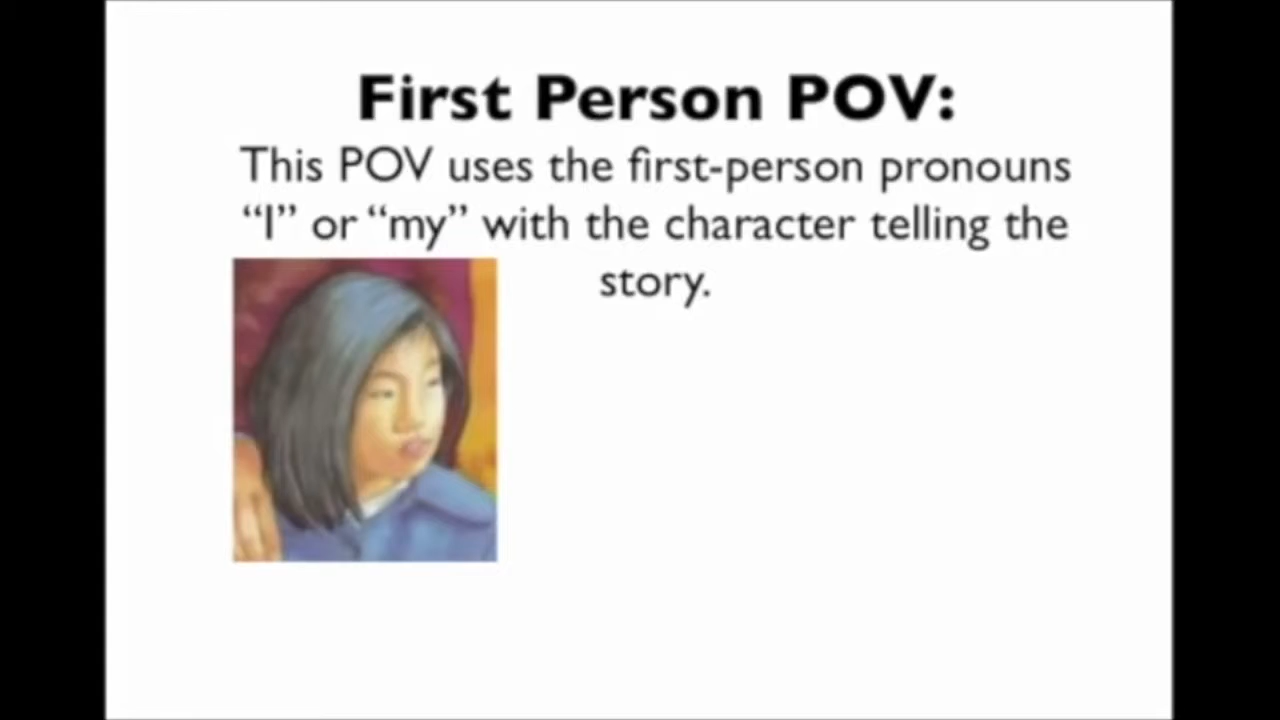 First Person POV:
This POV uses the first-person pronouns
“I” or “my” with the character telling the
story.